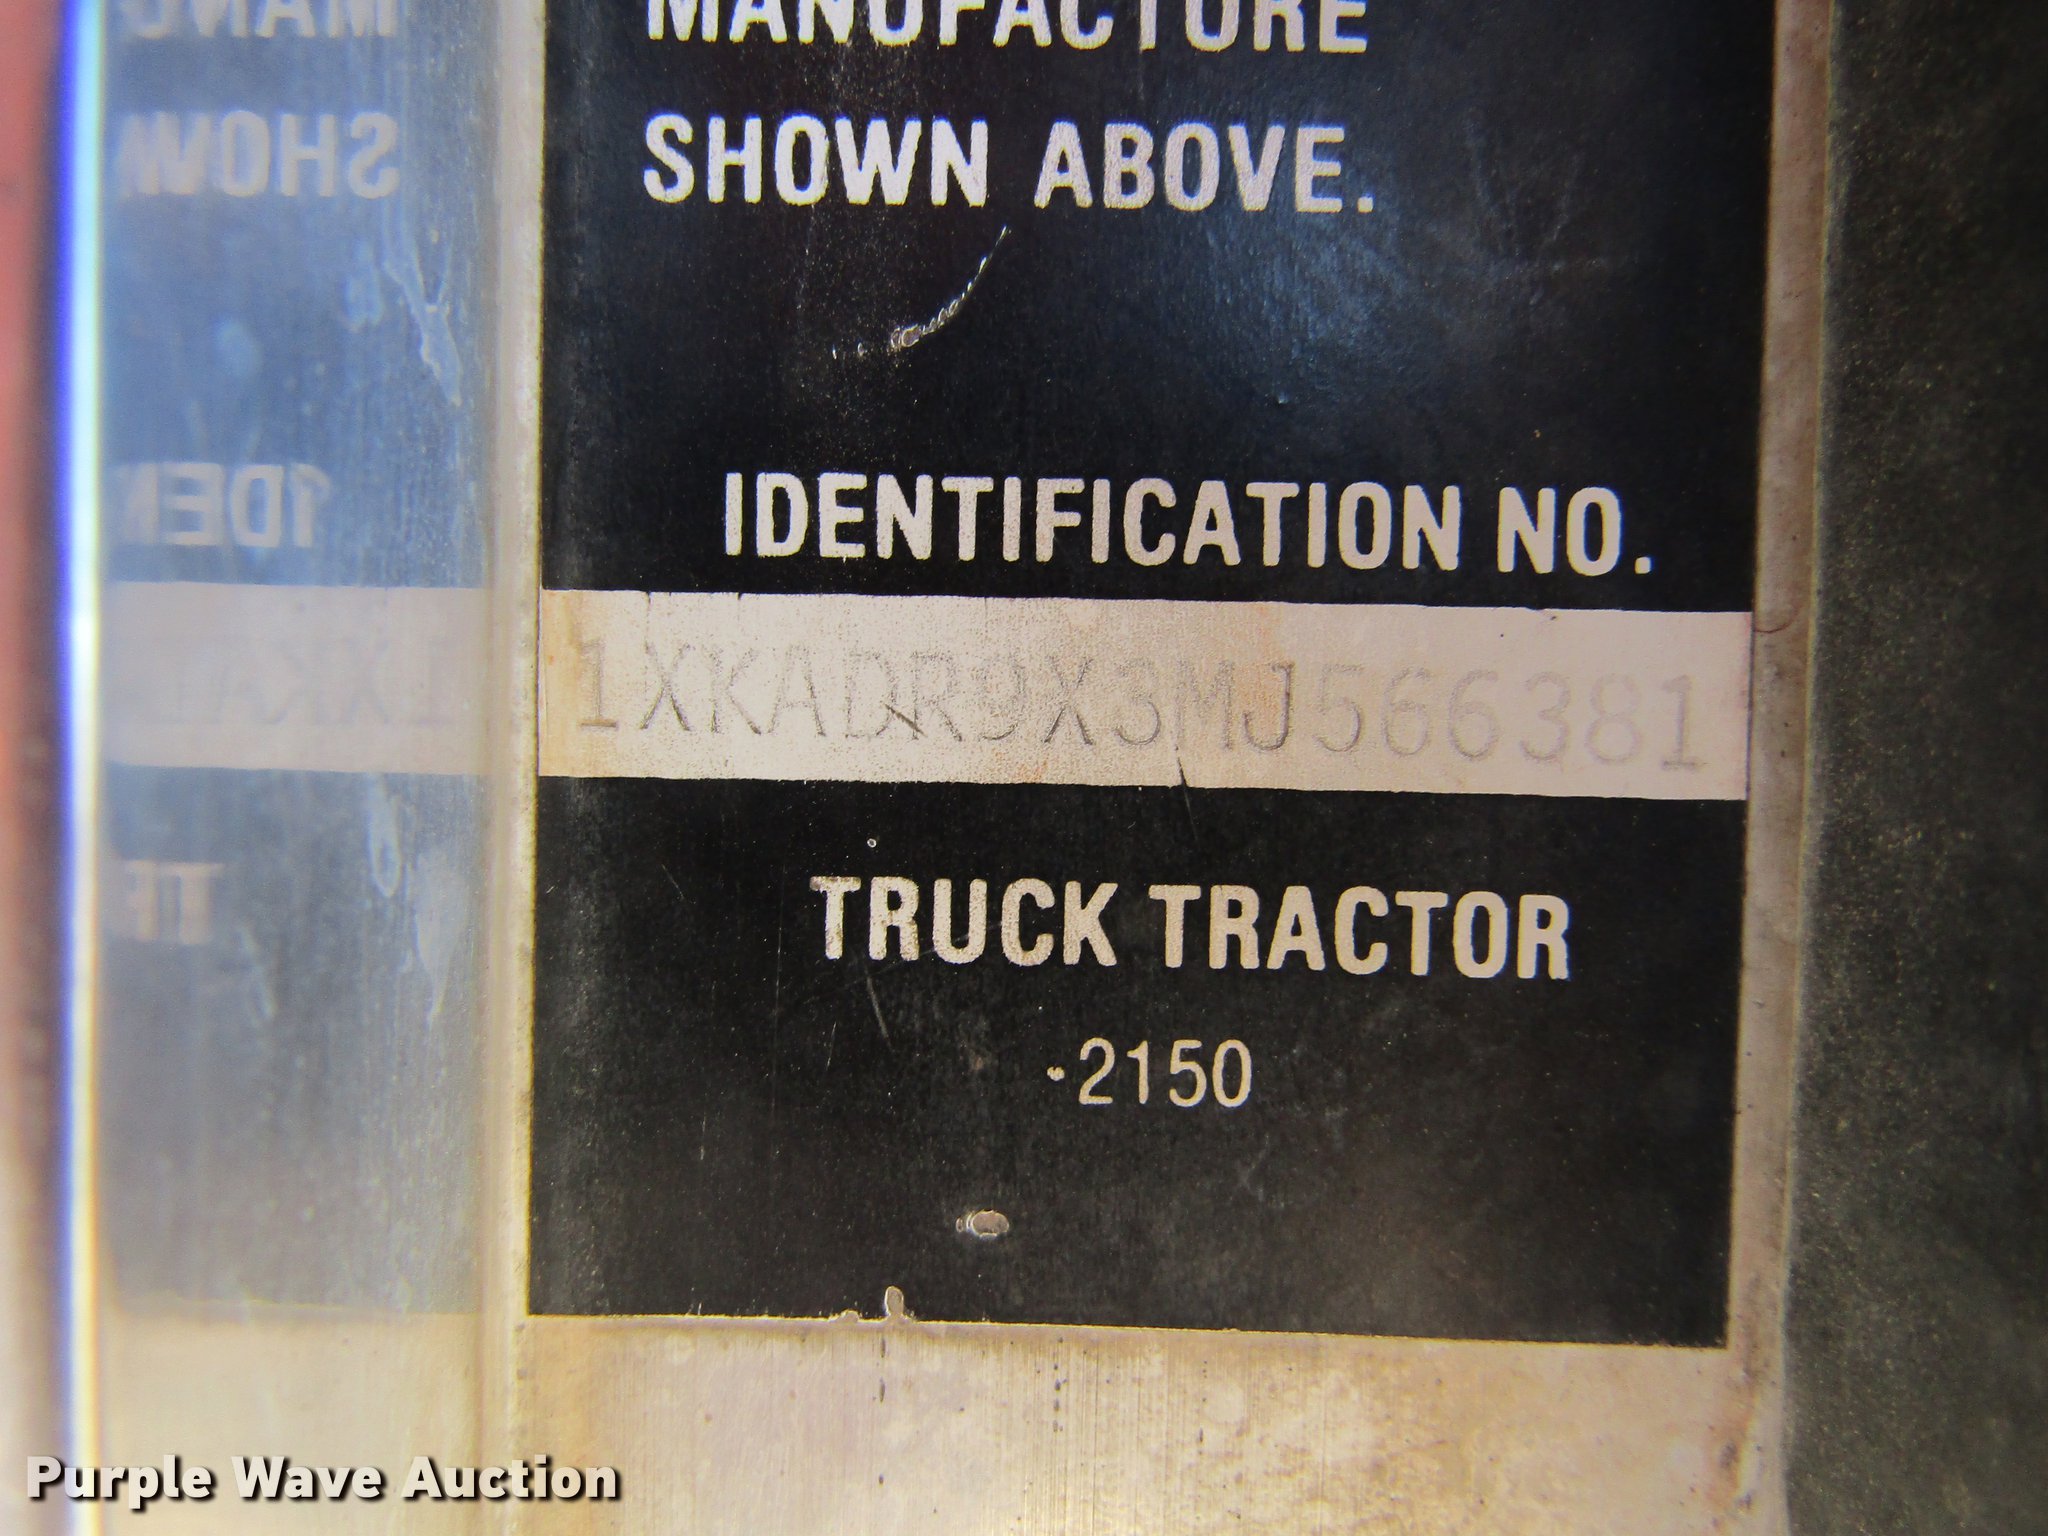 MANUFACTURE
SHOWN ABOVE.
IDENTIFICATION NO.
1XKADR9X3MJ566381
TRUCK TRACTOR
2150
Purple Wave Auction